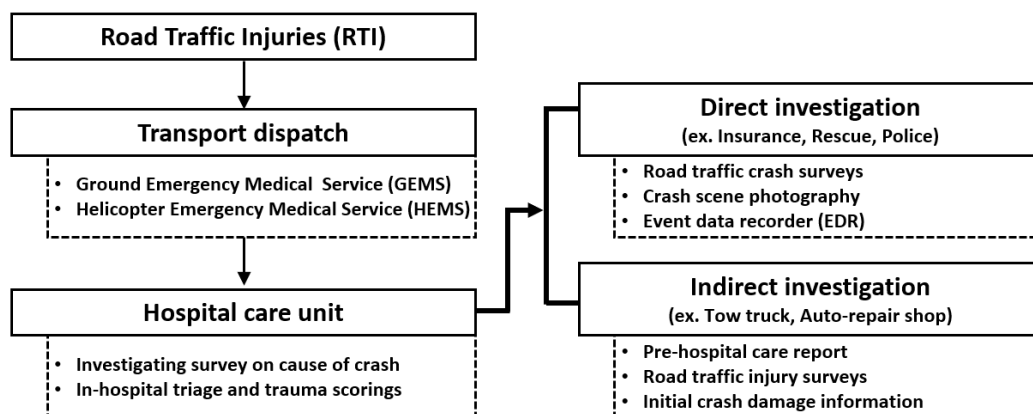 Road Traffic Injuries (RTI)
Transport dispatch
• Ground Emergency Medical Service (GEMS)
• Helicopter Emergency Medical Service (HEMS)
Hospital care unit
• Investigating survey on cause of crash
• In-hospital triage and trauma scorings
Direct investigation
(ex. Insurance, Rescue, Police)
• Road traffic crash surveys
• Crash scene photography
• Event data recorder (EDR)
Indirect investigation
(ex. Tow truck, Auto-repair shop)
• Pre-hospital care report
• Road traffic injury surveys
• Initial crash damage information